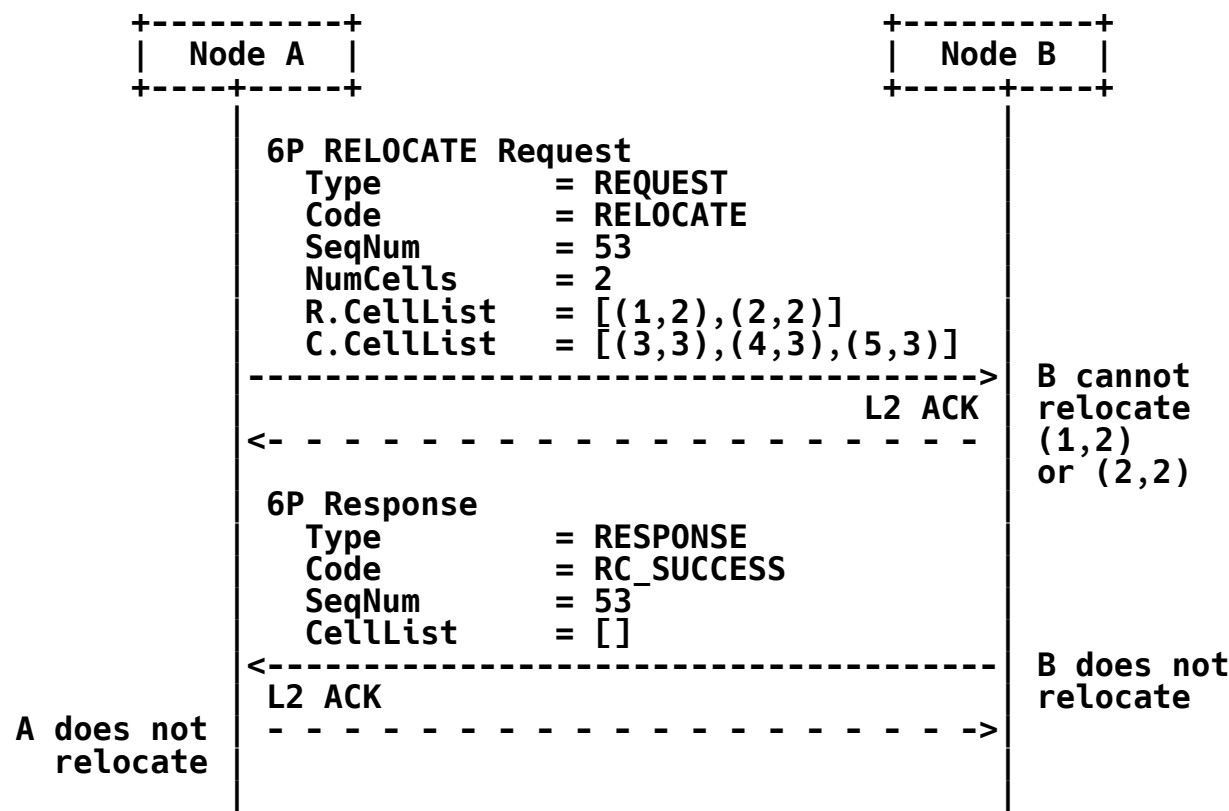 +----------+                           +----------+
|  Node A  |                           |  Node B  |
+----+-----+                           +-----+----+
6P RELOCATE Request
Type         = REQUEST
Code         = RELOCATE
SeqNum       = 53
NumCells     = 2
R.CellList   = [(1,2),(2,2)]
C.CellList   = [(3,3),(4,3),(5,3)]
-------------------------------------->| B cannot
L2 ACK | relocate
<- - - - - - - - - - - - - - - - - - - | (1,2)
or (2,2)
6P Response
Type         = RESPONSE
Code         = RC_SUCCESS
SeqNum       = 53
CellList     = []
<--------------------------------------| B does not
L2 ACK                                 | relocate
A does not | - - - - - - - - - - - - - - - - - - ->|
relocate |